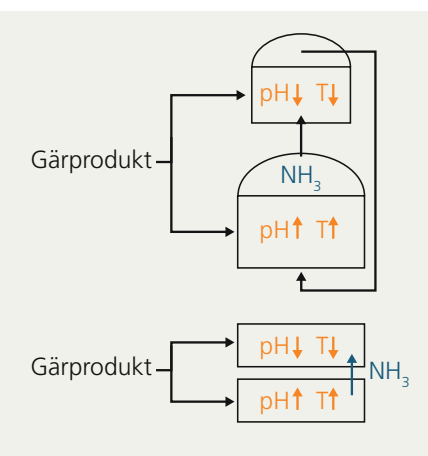 pH↓ T↓
Gärprodukt
NH₃
pH↑ T↑
pH↓ T↓
Gärprodukt
NH₃
pH↑ T↑